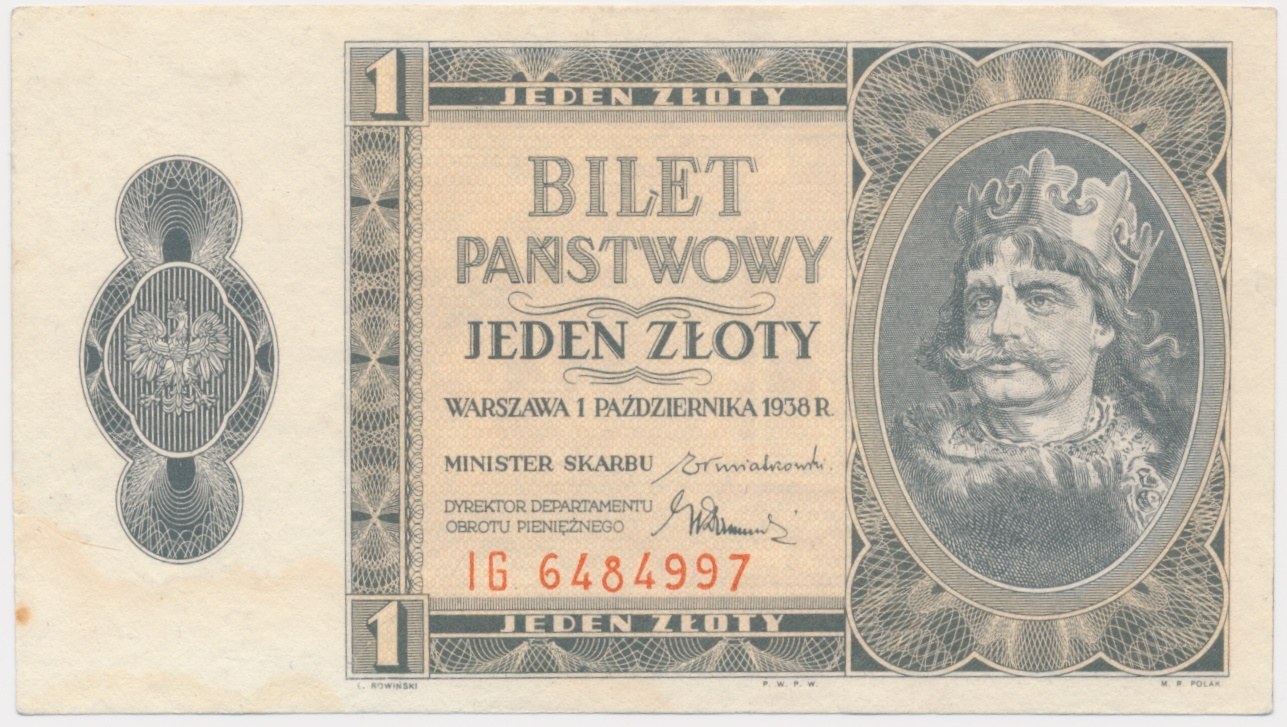 1 JEDEN ZŁOTY
BILET
PAŃSTWOWY
JEDEN ZŁOTY
WARSZAWA 1 PAŹDZIERNIKA 1938 R.
MINISTER SKARBU
DYREKTOR DEPARTAMENTU
OBROTU PIENIĘŻNEGO
IG 6484997
1 JEDEN ZŁOTY
Ł. ROWIŃSKI P. W. P. W. M. R. POLAK.